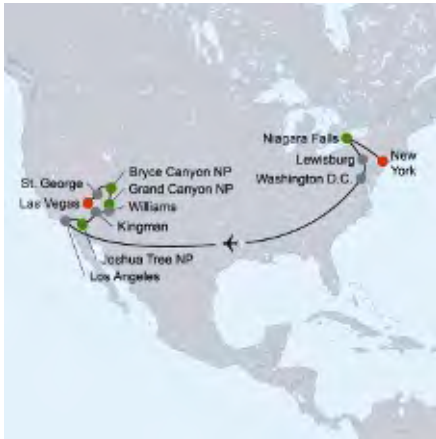 Niagara Falls
Lewisburg
New
York
Washington D.C.
Bryce Canyon NP
St. George
Grand Canyon NP
Las Vegas
Williams
Kingman
Joshua Tree NP
Los Angeles